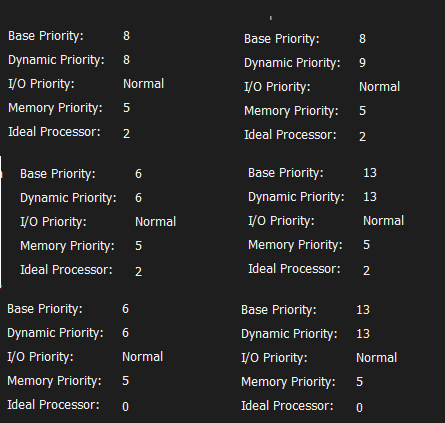 Base Priority: 8
Dynamic Priority: 8
I/O Priority: Normal
Memory Priority: 5
Ideal Processor: 2
Base Priority: 8
Dynamic Priority: 9
I/O Priority: Normal
Memory Priority: 5
Ideal Processor: 2
Base Priority: 6
Dynamic Priority: 6
I/O Priority: Normal
Memory Priority: 5
Ideal Processor: 2
Base Priority: 13
Dynamic Priority: 13
I/O Priority: Normal
Memory Priority: 5
Ideal Processor: 2
Base Priority: 6
Dynamic Priority: 6
I/O Priority: Normal
Memory Priority: 5
Ideal Processor: 0
Base Priority: 13
Dynamic Priority: 13
I/O Priority: Normal
Memory Priority: 5
Ideal Processor: 0